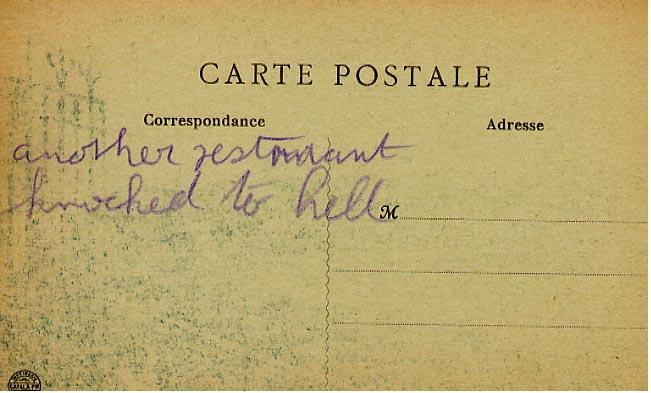 CARTE POSTALE
Correspondance
Adresse
another restaurant
knocked to hell
M